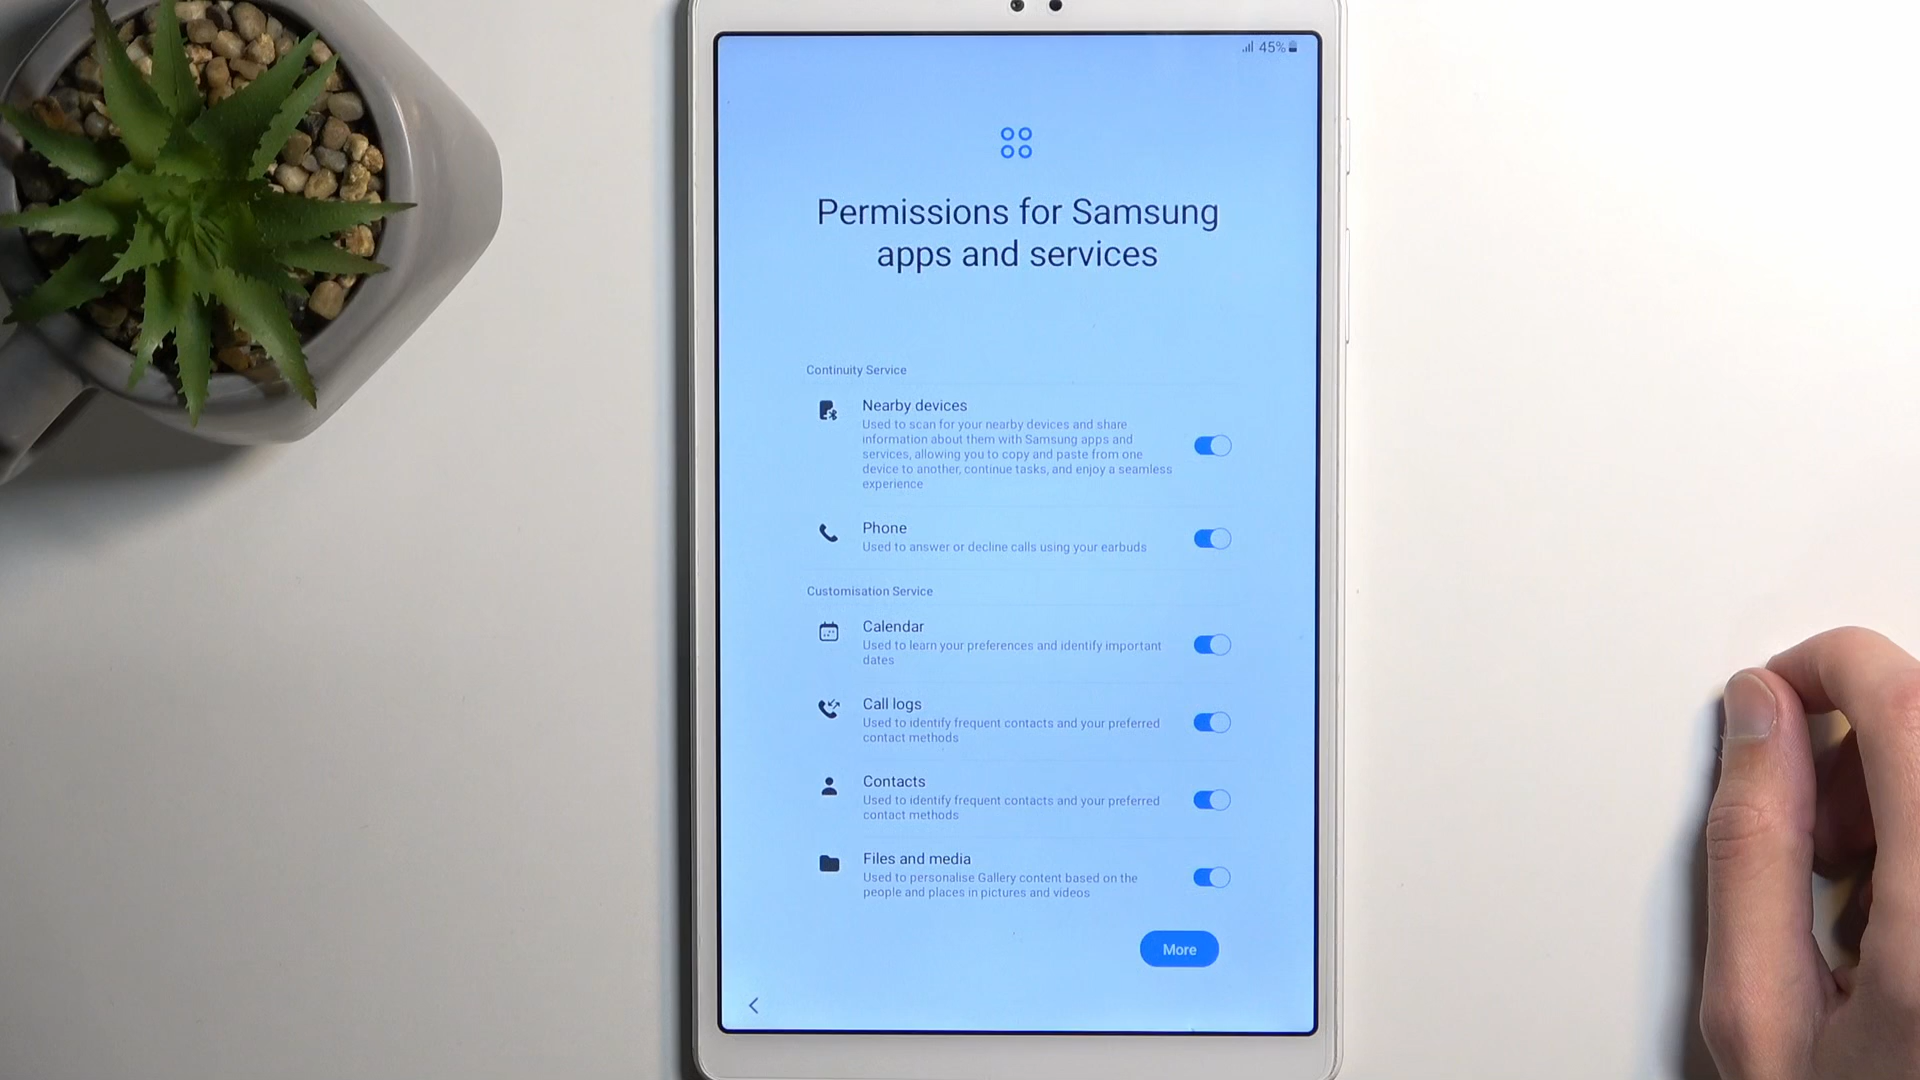 45%
Permissions for Samsung
apps and services
Continuity Service
Nearby devices
Used to scan for your nearby devices and share
information about them with Samsung apps and
services, allowing you to copy and paste from one
device to another, continue tasks, and enjoy a seamless
experience
Phone
Used to answer or decline calls using your earbuds
Customisation Service
Calendar
Used to learn your preferences and identify important
dates
Call logs
Used to identify frequent contacts and your preferred
contact methods
Contacts
Used to identify frequent contacts and your preferred
contact methods
Files and media
Used to personalise Gallery content based on the
people and places in pictures and videos
More